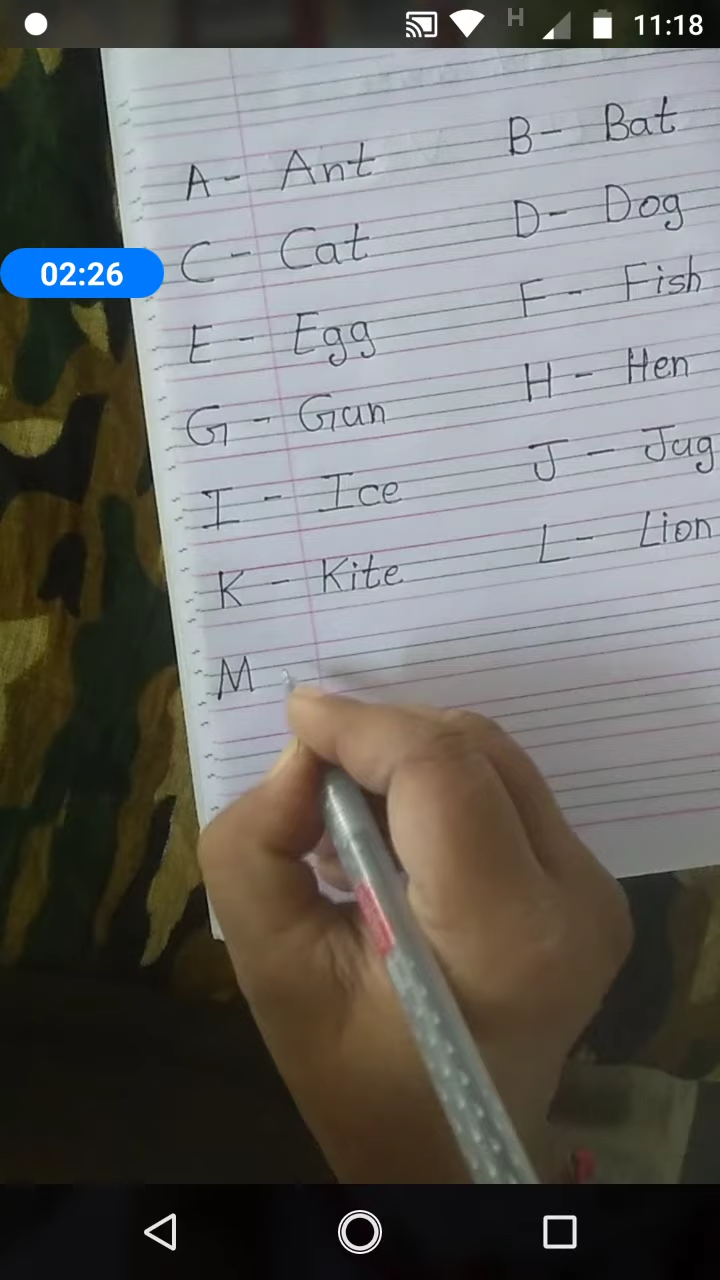 H 11:18
A - Ant B - Bat
C - Cat D - Dog
02:26
E - Egg F - Fish
G - Gun H - Hen
I - Ice J - Jug
K - Kite L - Lion
M